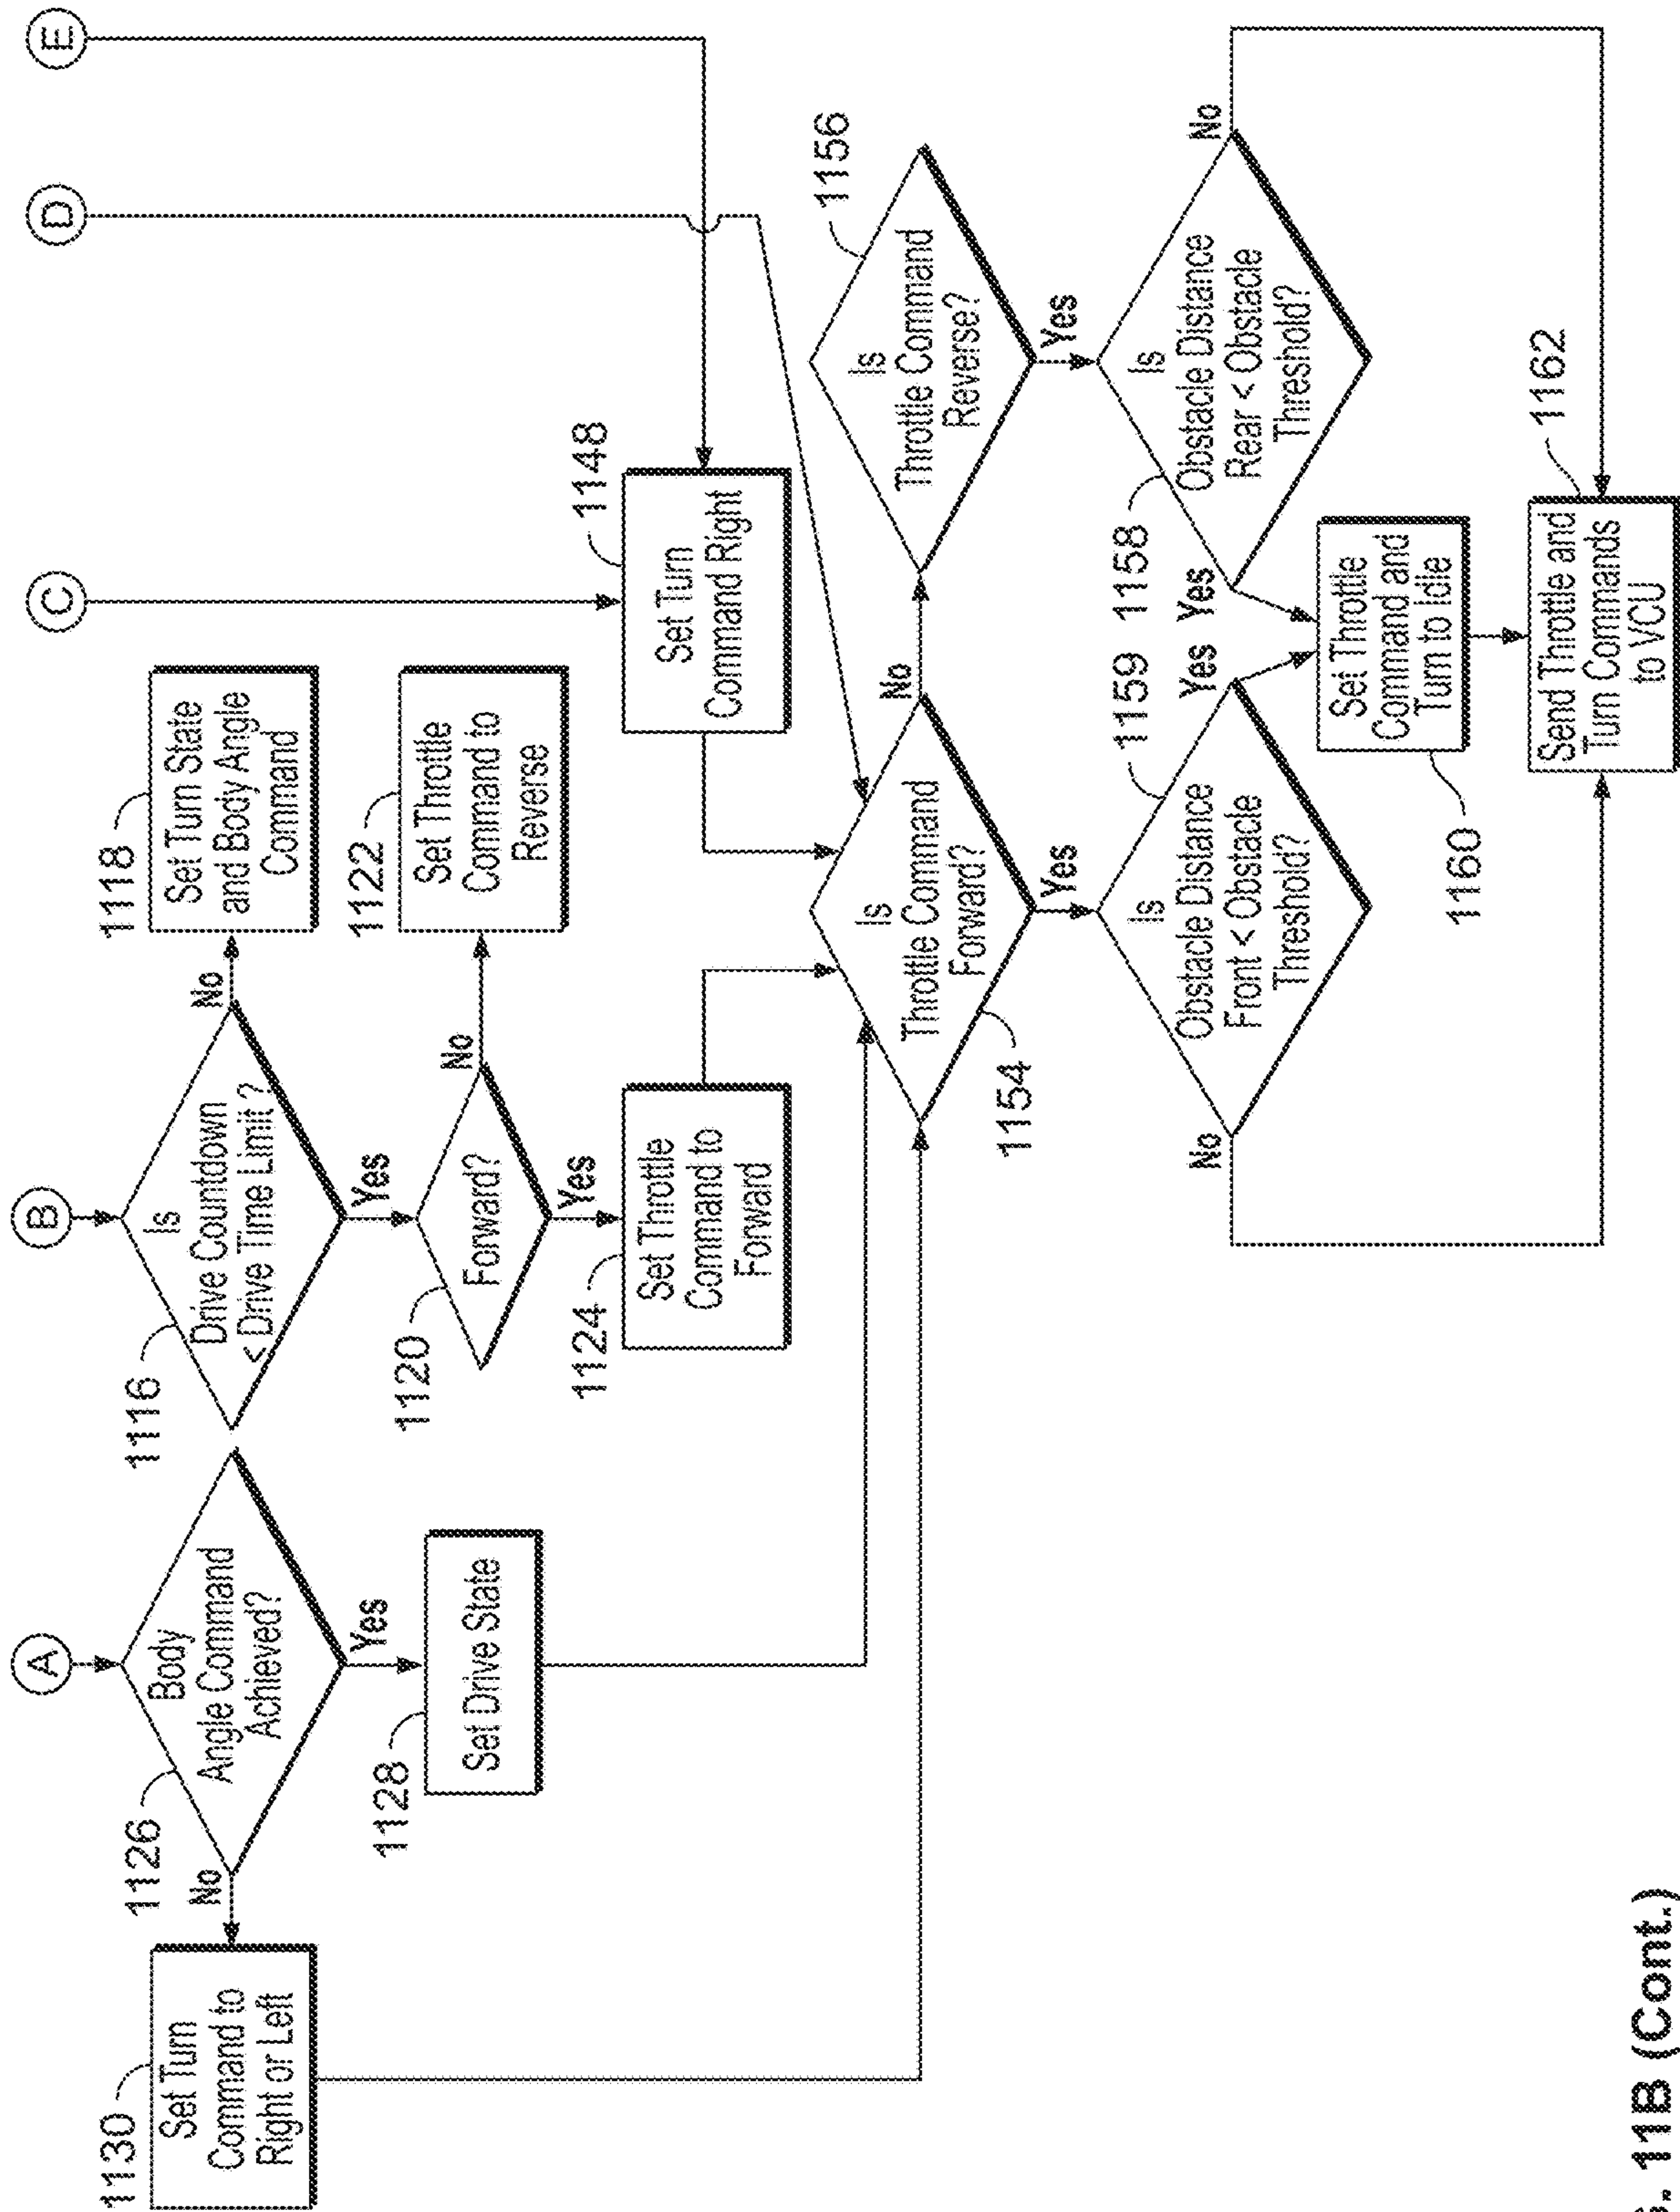 A
B
C
D
E
1130
Set Turn
Command to
Right or Left
No
1126
Body
Angle Command
Achieved?
Yes
1128
Set Drive State
1116
Is
Drive Countdown
< Drive Time Limit ?
No
1118
Set Turn State
and Body Angle
Command
Yes
1120
Forward?
No
1122
Set Throttle
Command to
Reverse
Yes
1124
Set Throttle
Command to
Forward
1148
Set Turn
Command Right
1154
Is
Throttle Command
Forward?
No
1156
Is
Throttle Command
Reverse?
Yes
Yes
1159
Is
Obstacle Distance
Front < Obstacle
Threshold?
No
Yes
1158
Is
Obstacle Distance
Rear < Obstacle
Threshold?
Yes
No
1160
Set Throttle
Command and
Turn to Idle
1162
Send Throttle and
Turn Commands
to VCU
11B (Cont.)